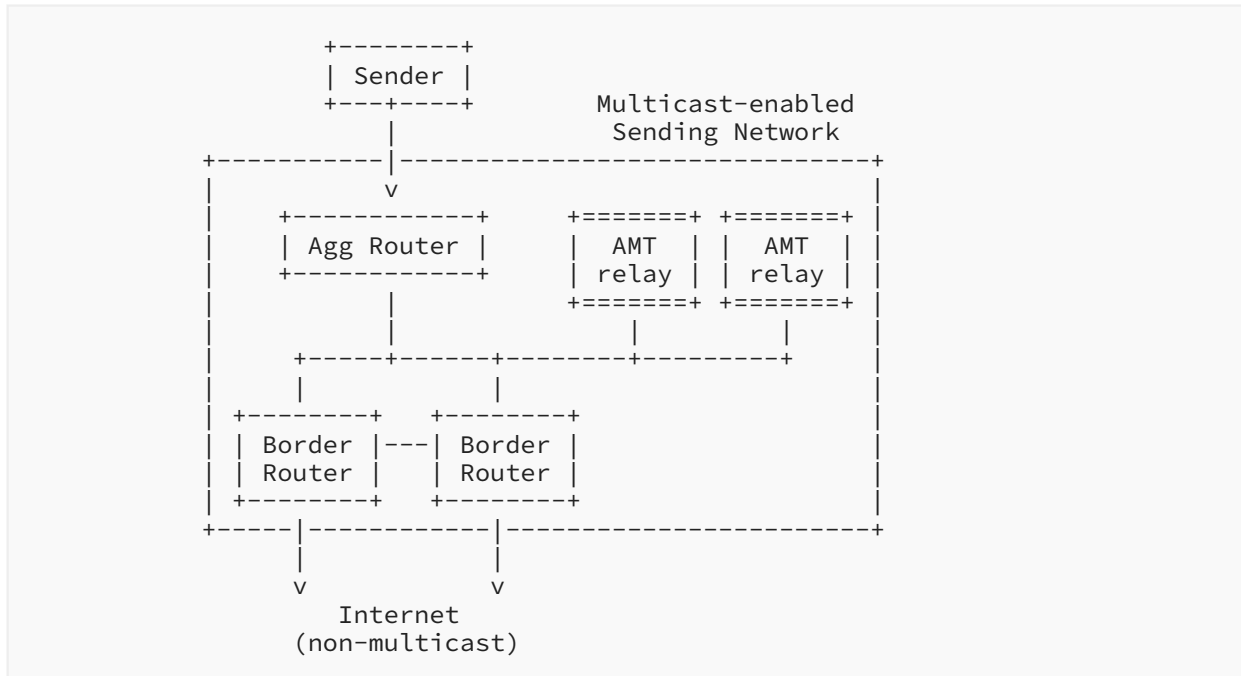 Sender
Multicast-enabled
Sending Network
v
Agg Router
AMT AMT
relay relay
Border Border
Router Router
v v
Internet
(non-multicast)